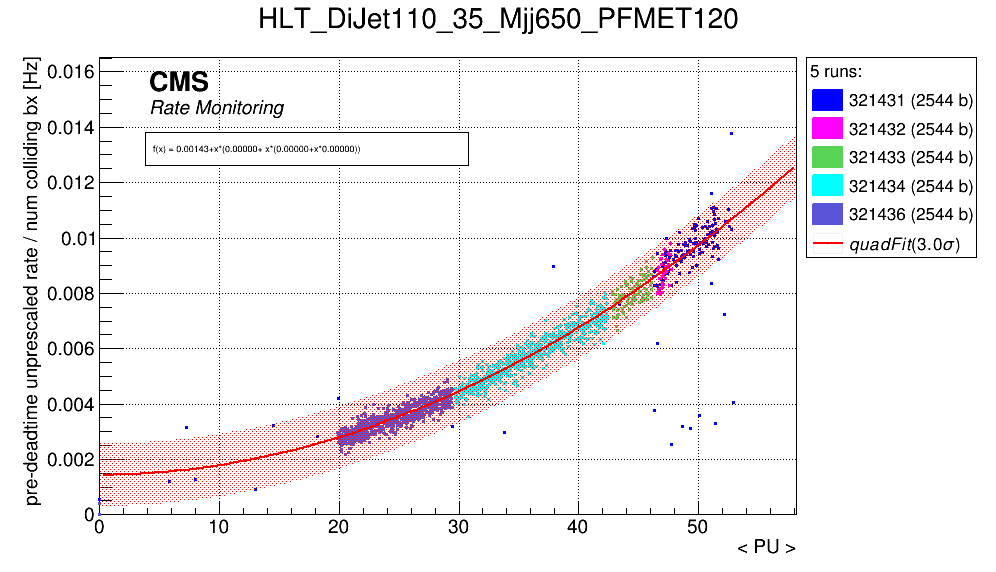 HLT_DiJet110_35_Mjj650_PFMET120
pre-deadtime unprescaled rate / num colliding bx [Hz]
0.016
0.014
0.012
0.01
0.008
0.006
0.004
0.002
0
CMS
Rate Monitoring
f(x) = 0.00143+x*(0.00000+ x*(0.00000+x*0.00000))
0 10 20 30 40 50
< PU >
5 runs:
321431 (2544 b)
321432 (2544 b)
321433 (2544 b)
321434 (2544 b)
321436 (2544 b)
quadFit(3.0σ)